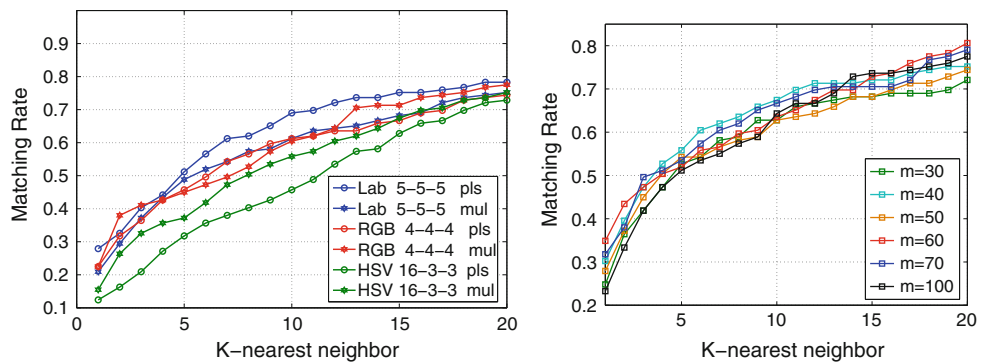 Matching Rate
0.9
0.8
0.7
0.6
0.5
0.4
0.3
0.2
0.1
0 5 10 15 20
K-nearest neighbor
Lab 5-5-5 pls
Lab 5-5-5 mul
RGB 4-4-4 pls
RGB 4-4-4 mul
HSV 16-3-3 pls
HSV 16-3-3 mul
Matching Rate
0.8
0.7
0.6
0.5
0.4
0.3
0.2
5 10 15 20
K-nearest neighbor
m=30
m=40
m=50
m=60
m=70
m=100